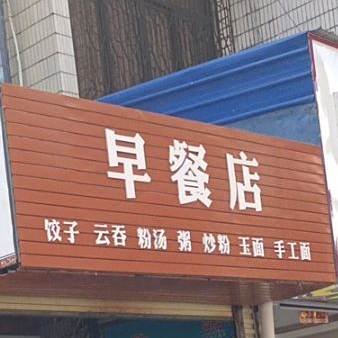 早餐店
饺子 云吞 粉汤 粥 炒粉 玉面 手工面